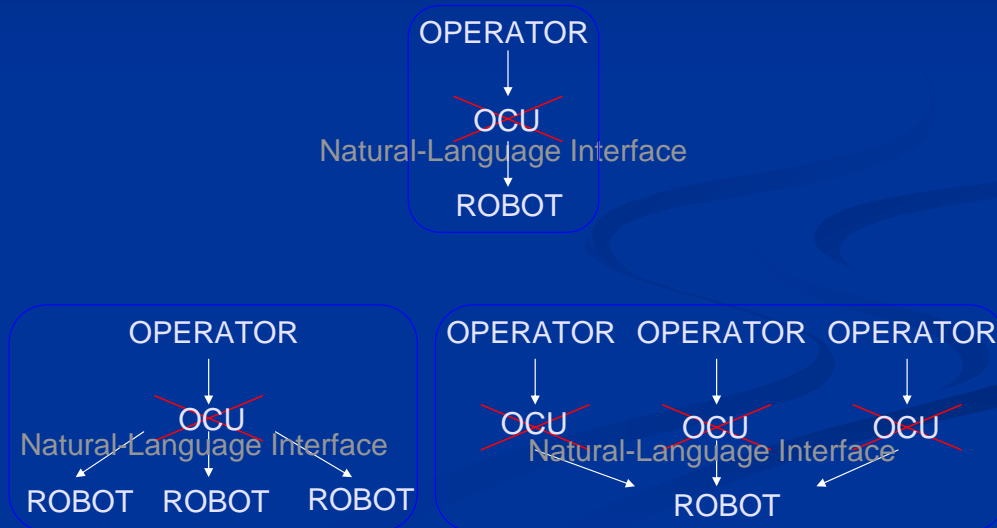 OPERATOR
OCU
Natural-Language Interface
ROBOT
OPERATOR
OCU
Natural-Language Interface
ROBOT ROBOT ROBOT
OPERATOR OPERATOR OPERATOR
OCU OCU OCU
Natural-Language Interface
ROBOT